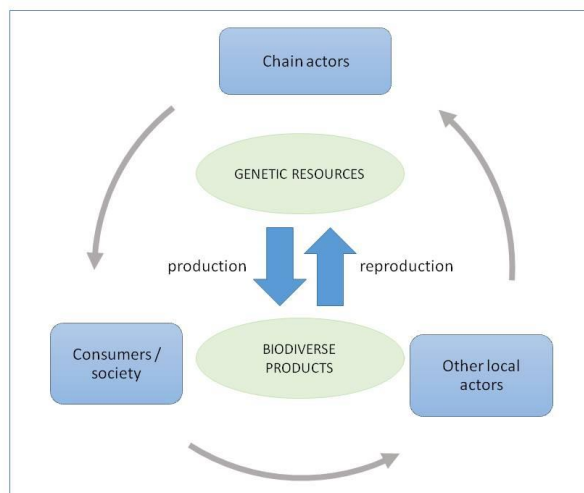 Chain actors
GENETIC RESOURCES
production
reproduction
Consumers /
society
BIODIVERSE
PRODUCTS
Other local
actors